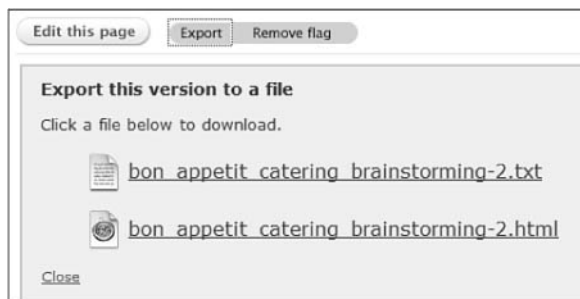 Edit this page Export Remove flag
Export this version to a file
Click a file below to download.
bon_appetit_catering_brainstorming-2.txt
bon_appetit_catering_brainstorming-2.html
Close